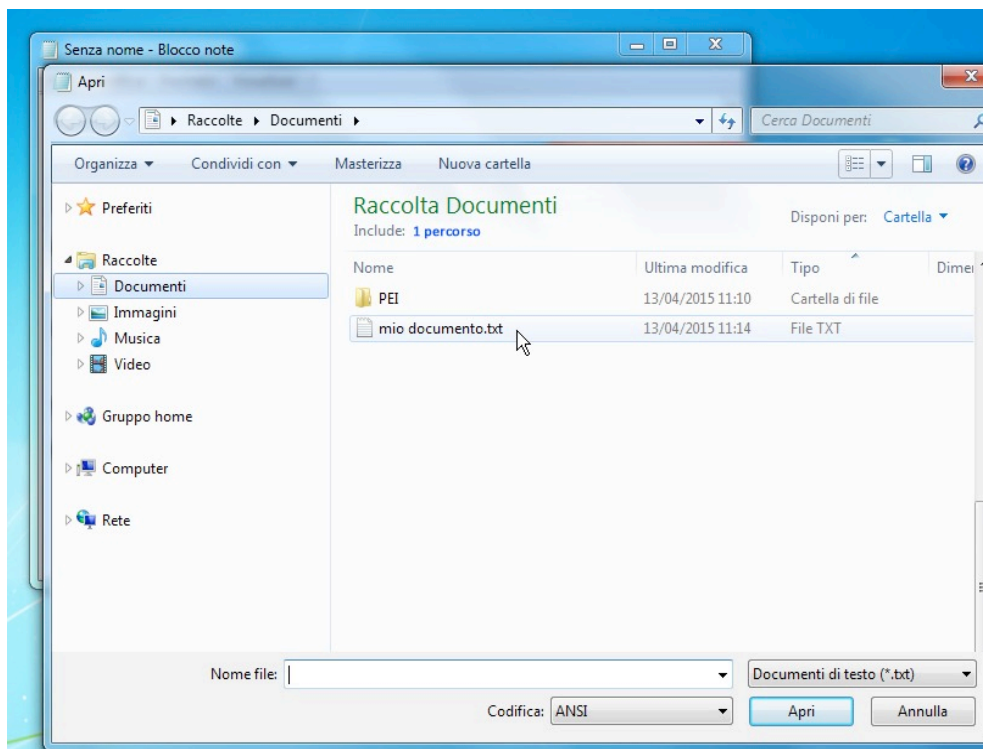 Senza nome - Blocco note
Apri
Raccolte Documenti
Cerca Documenti
Organizza Condividi con Masterizza Nuova cartella
Preferiti
Raccolte
Documenti
Immagini
Musica
Video
Gruppo home
Computer
Rete
Raccolta Documenti
Include: 1 percorso
Disponi per: Cartella
Nome Ultima modifica Tipo
PEI 13/04/2015 11:10 Cartella di file
mio documento.txt 13/04/2015 11:14 File TXT
Nome file: Documenti di testo (*.txt)
Codifica: ANSI Apri Annulla